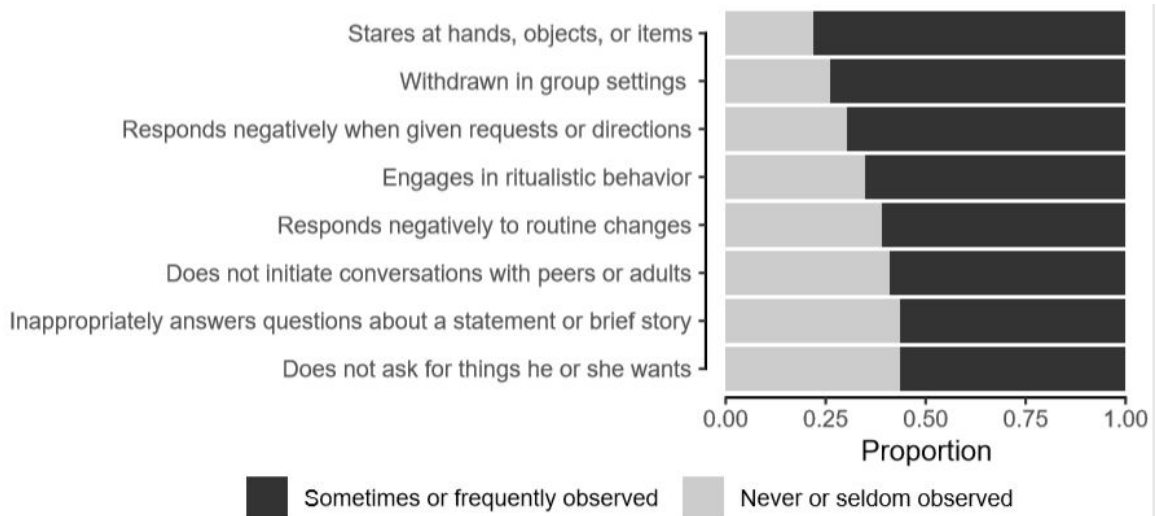 Stares at hands, objects, or items
Withdrawn in group settings
Responds negatively when given requests or directions
Engages in ritualistic behavior
Responds negatively to routine changes
Does not initiate conversations with peers or adults
Inappropriately answers questions about a statement or brief story
Does not ask for things he or she wants
0.00 0.25 0.50 0.75 1.00
Proportion
Sometimes or frequently observed Never or seldom observed